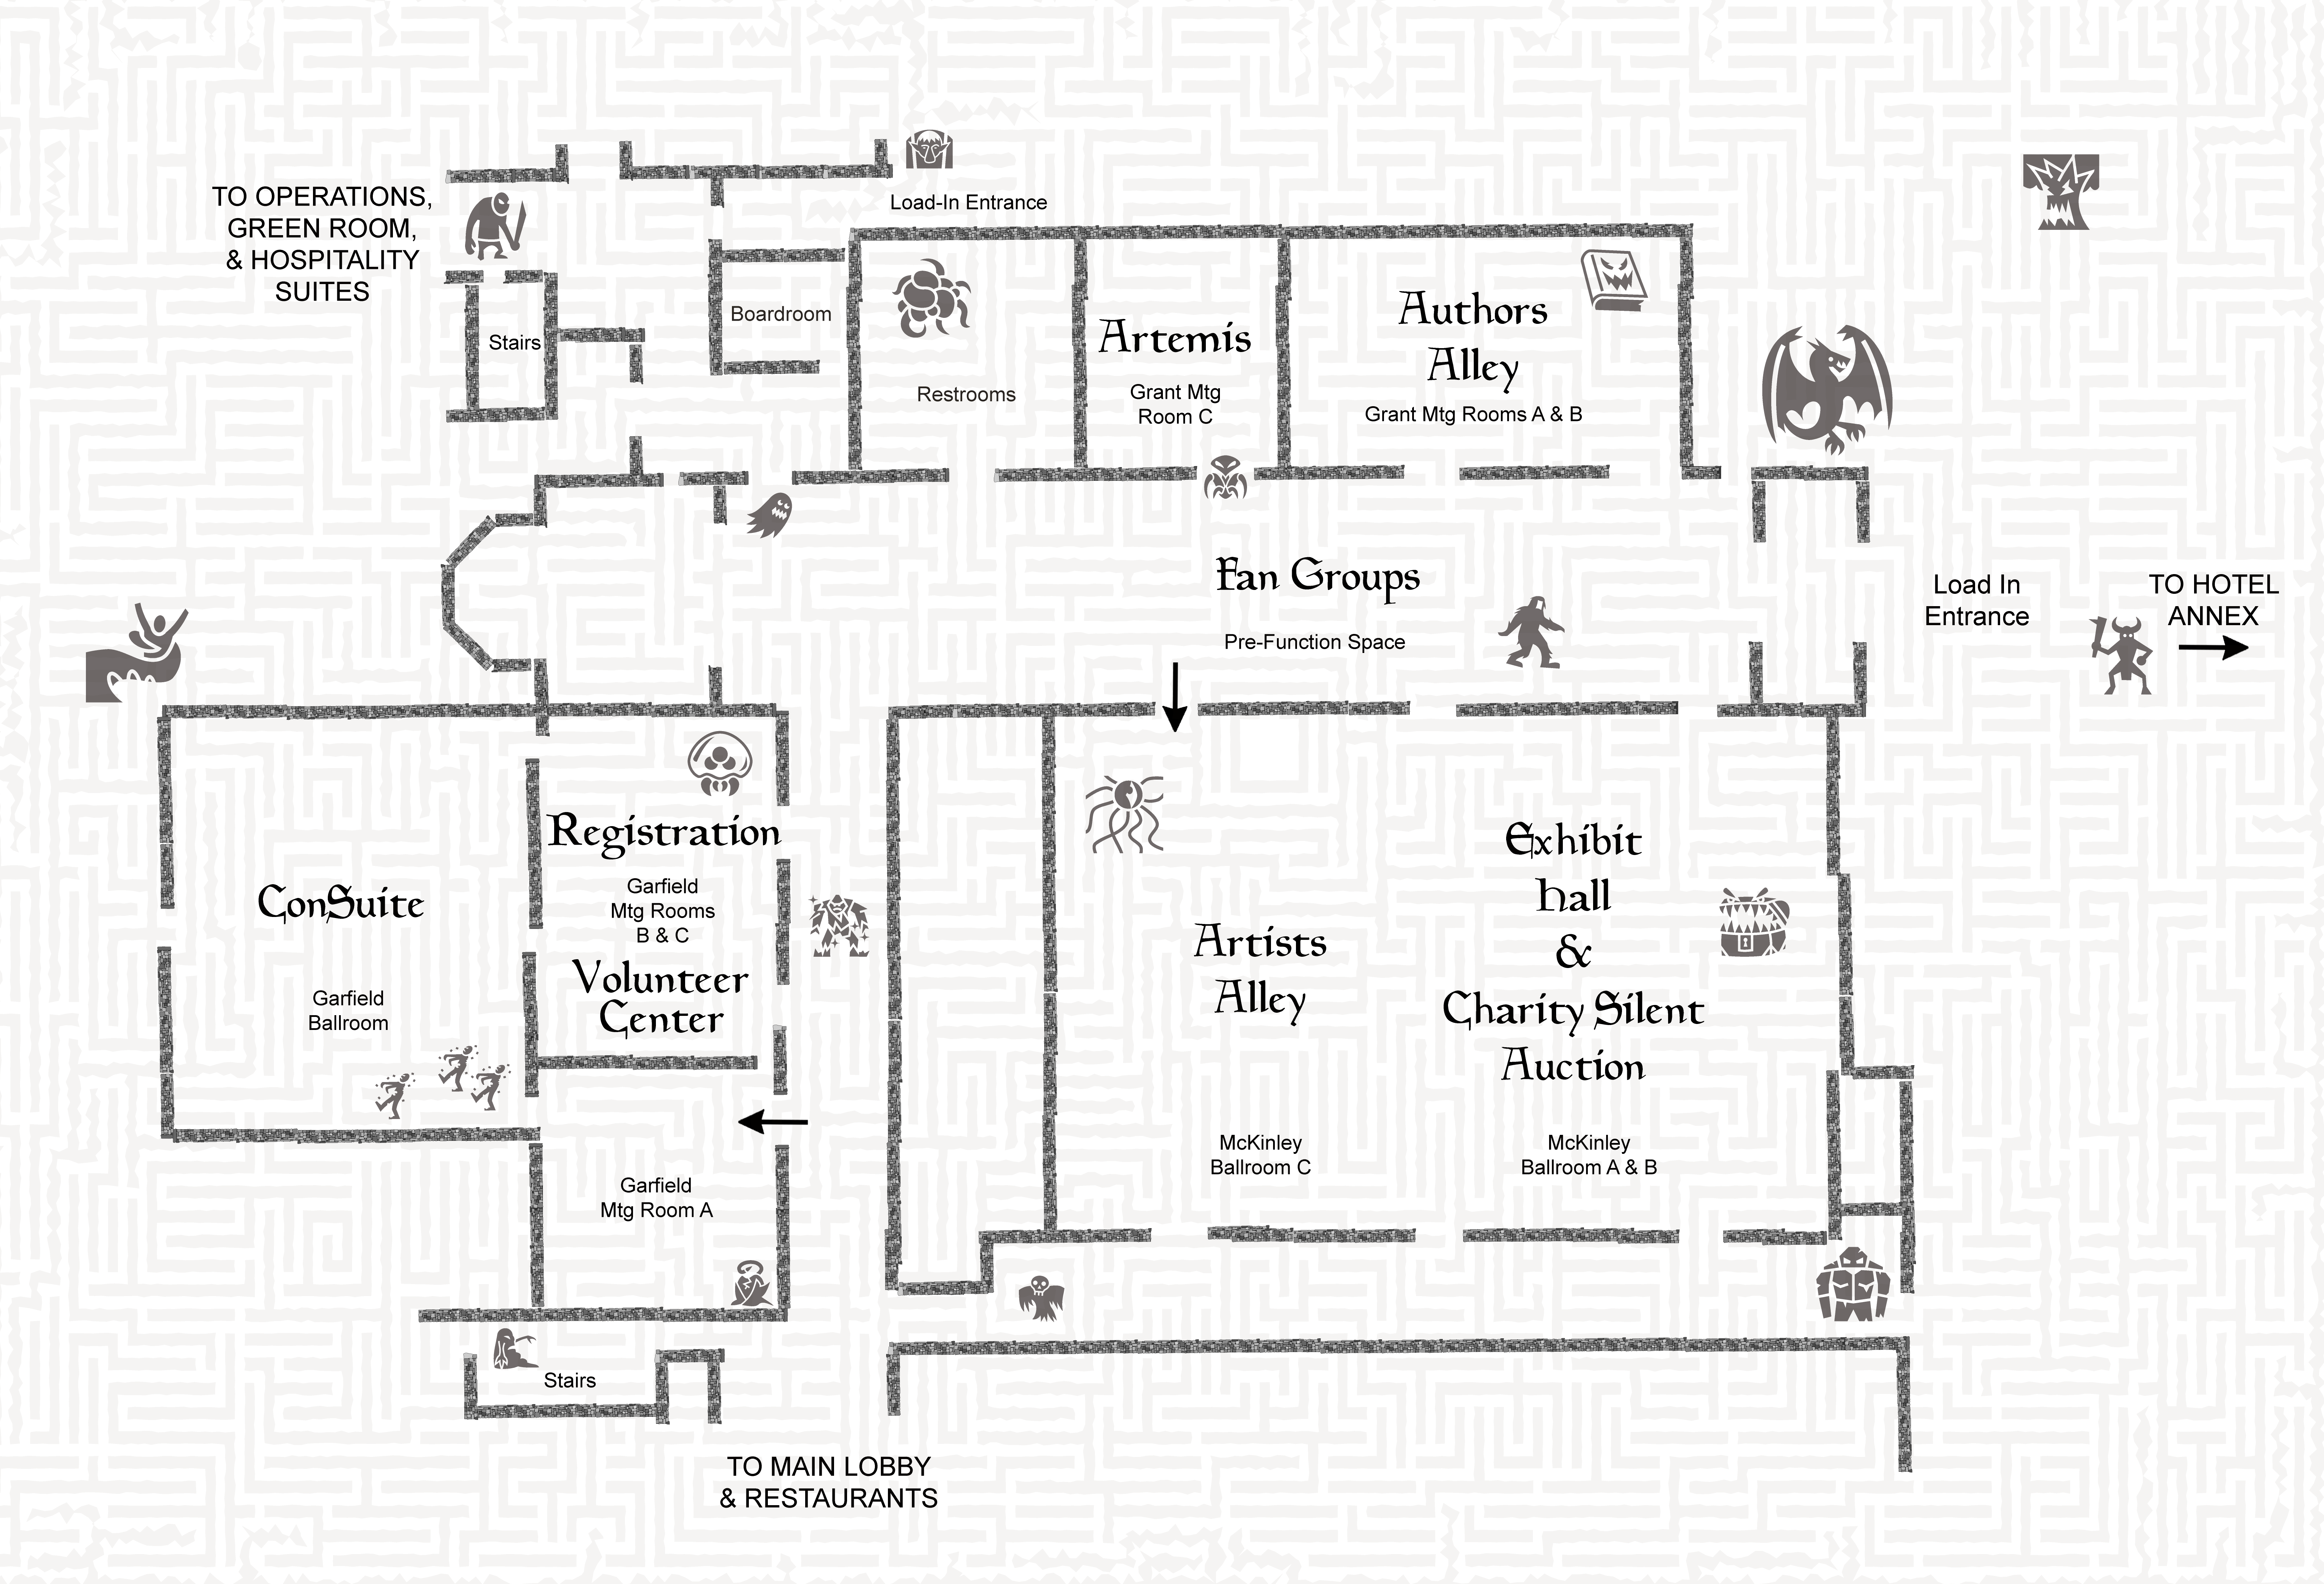 Load-In Entrance
TO OPERATIONS,
GREEN ROOM,
& HOSPITALITY
SUITES
Stairs
Boardroom
Restrooms
Artemis
Grant Mtg
Room C
Authors
Alley
Grant Mtg Rooms A & B
Fan Groups
Pre-Function Space
Load In
Entrance
TO HOTEL
ANNEX
ConSuite
Garfield
Ballroom
Registration
Garfield
Mtg Rooms
B & C
Volunteer
Center
Garfield
Mtg Room A
Artists
Alley
McKinley
Ballroom C
Exhibit
Hall
&
Charity Silent
Auction
McKinley
Ballroom A & B
Stairs
TO MAIN LOBBY
& RESTAURANTS